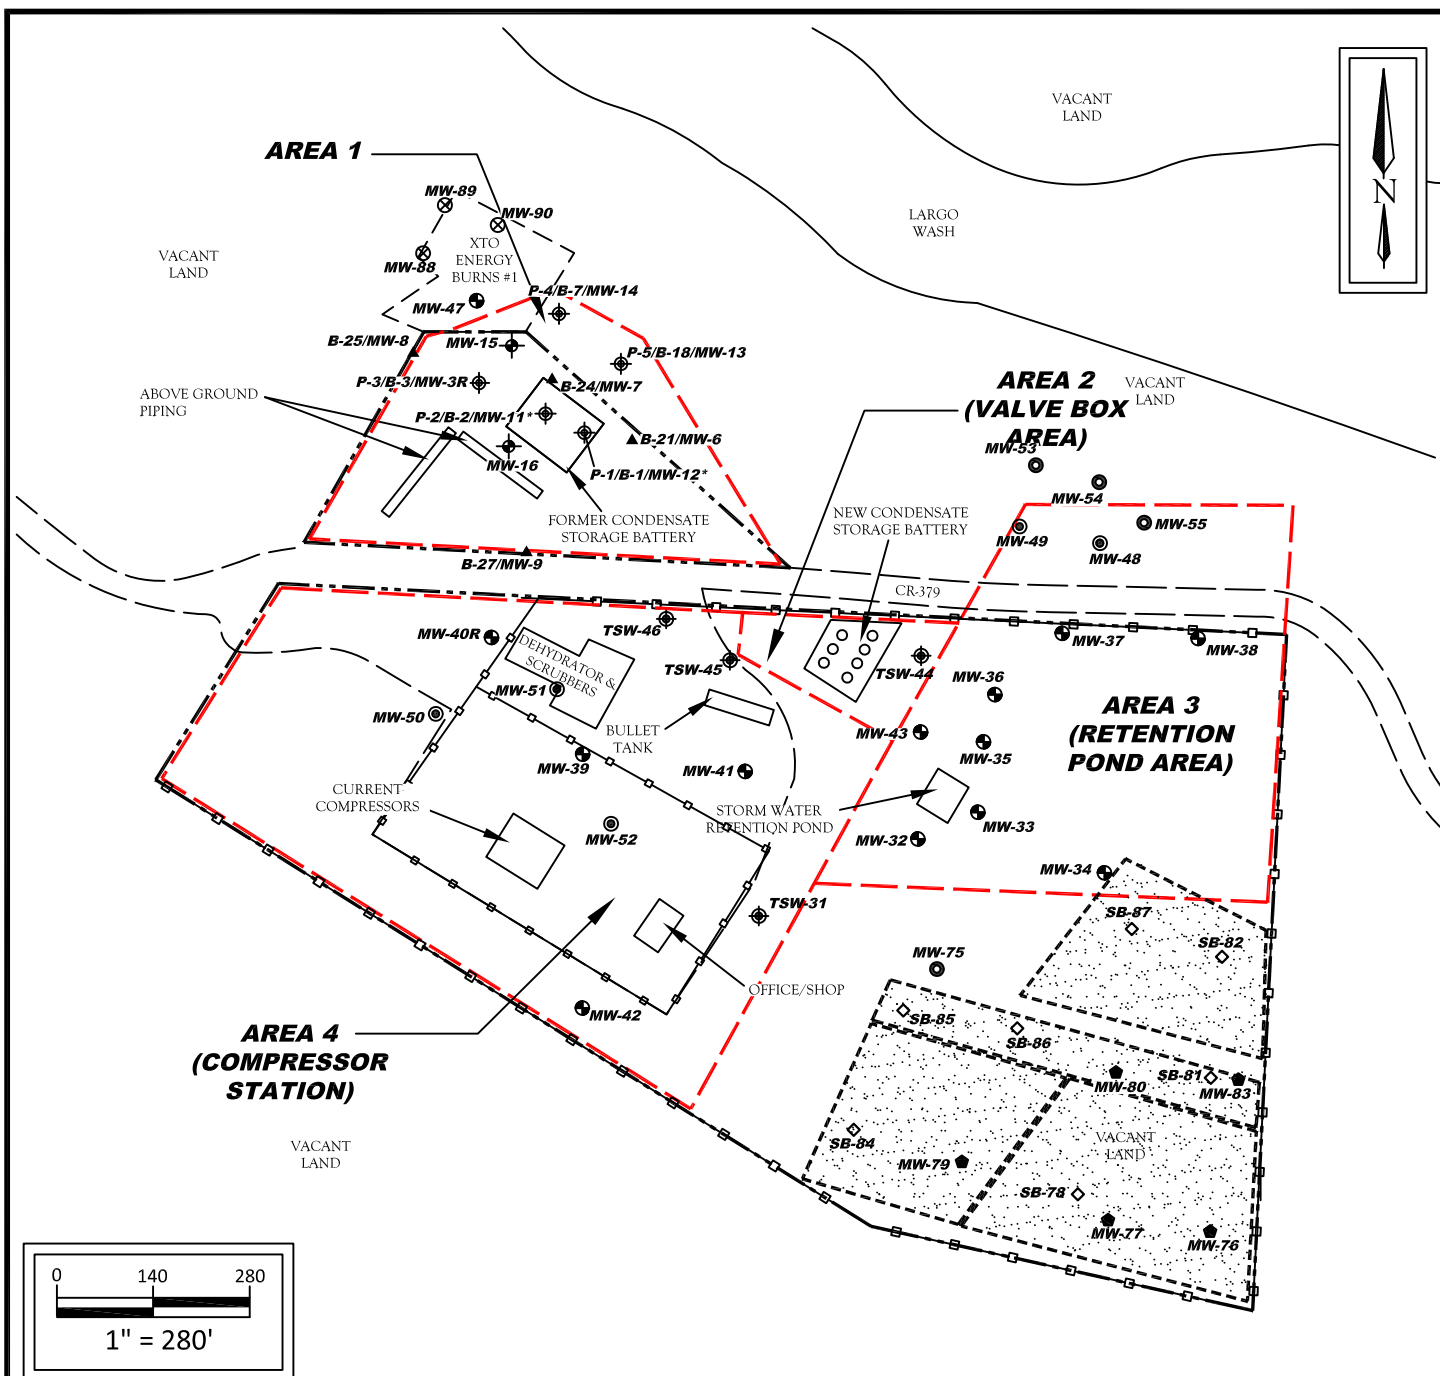 VACANT
LAND
AREA 1
MW-89
MW-90
LARGO
WASH
XTO
ENERGY
BURNS #1
VACANT
LAND
MW-88
N
MW-47
P-4/B-7/MW-14
B-25/MW-8
MW-15
P-5/B-18/MW-13
P-3/B-3/MW-3R
B-24/MW-7
ABOVE GROUND
PIPING
P-2/B-2/MW-11*
B-21/MW-6
MW-16
P-1/B-1/MW-12*
AREA 2
(VALVE BOX
AREA)
VACANT
LAND
MW-53
MW-54
FORMER CONDENSATE
STORAGE BATTERY
NEW CONDENSATE
STORAGE BATTERY
MW-55
MW-49
MW-48
B-27/MW-9
CR-379
MW-40R
TSW-46
DEHYDRATOR &
SCRUBBERS
TSW-45
TSW-44
MW-37
MW-38
MW-36
MW-51
MW-50
BULLET
TANK
MW-43
MW-35
AREA 3
(RETENTION
POND AREA)
MW-39
MW-41
CURRENT
COMPRESSORS
STORM WATER
RETENTION POND
MW-33
MW-52
MW-32
MW-34
TSW-31
SB-87
SB-82
MW-75
OFFICE/SHOP
MW-42
SB-85
SB-86
AREA 4
(COMPRESSOR
STATION)
SB-81
MW-80
MW-83
VACANT
LAND
SB-84
VACANT
LAND
MW-79
SB-78
MW-77
MW-76
0 140 280
1" = 280'